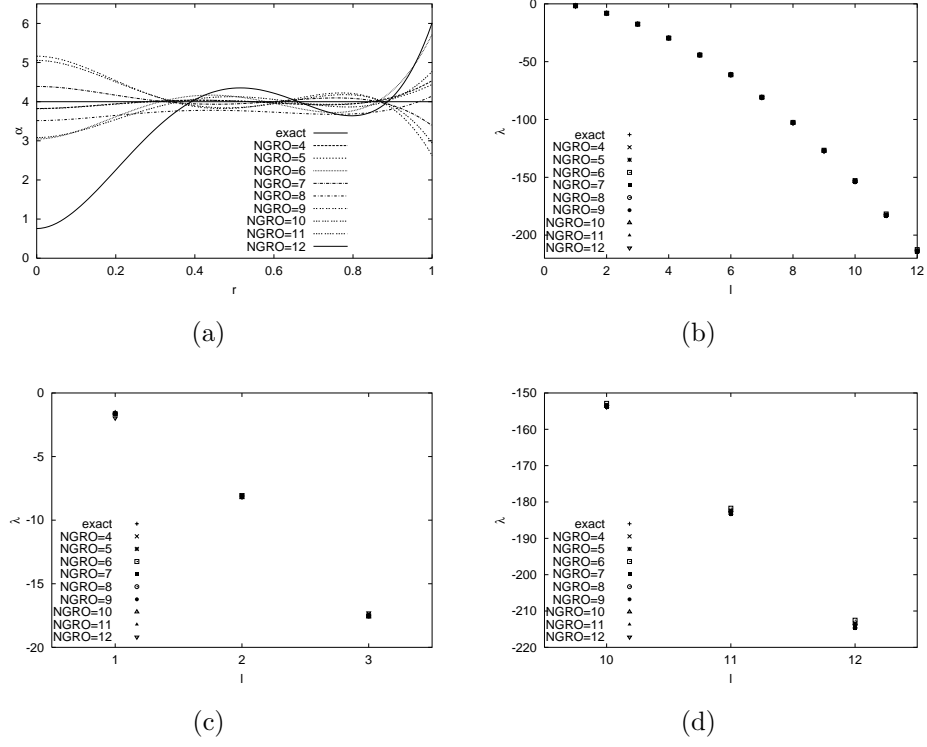 6
5
4
3
2
1
0
α
exact
NGRO=4
NGRO=5
NGRO=6
NGRO=7
NGRO=8
NGRO=9
NGRO=10
NGRO=11
NGRO=12
0 0.2 0.4 0.6 0.8 1
r
(a)
0
-50
-100
-150
-200
λ
exact
NGRO=4
NGRO=5
NGRO=6
NGRO=7
NGRO=8
NGRO=9
NGRO=10
NGRO=11
NGRO=12
0 2 4 6 8 10 12
l
(b)
0
-5
-10
-15
-20
λ
exact
NGRO=4
NGRO=5
NGRO=6
NGRO=7
NGRO=8
NGRO=9
NGRO=10
NGRO=11
NGRO=12
1 2 3
l
(c)
-150
-160
-170
-180
-190
-200
-210
-220
λ
exact
NGRO=4
NGRO=5
NGRO=6
NGRO=7
NGRO=8
NGRO=9
NGRO=10
NGRO=11
NGRO=12
10 11 12
l
(d)